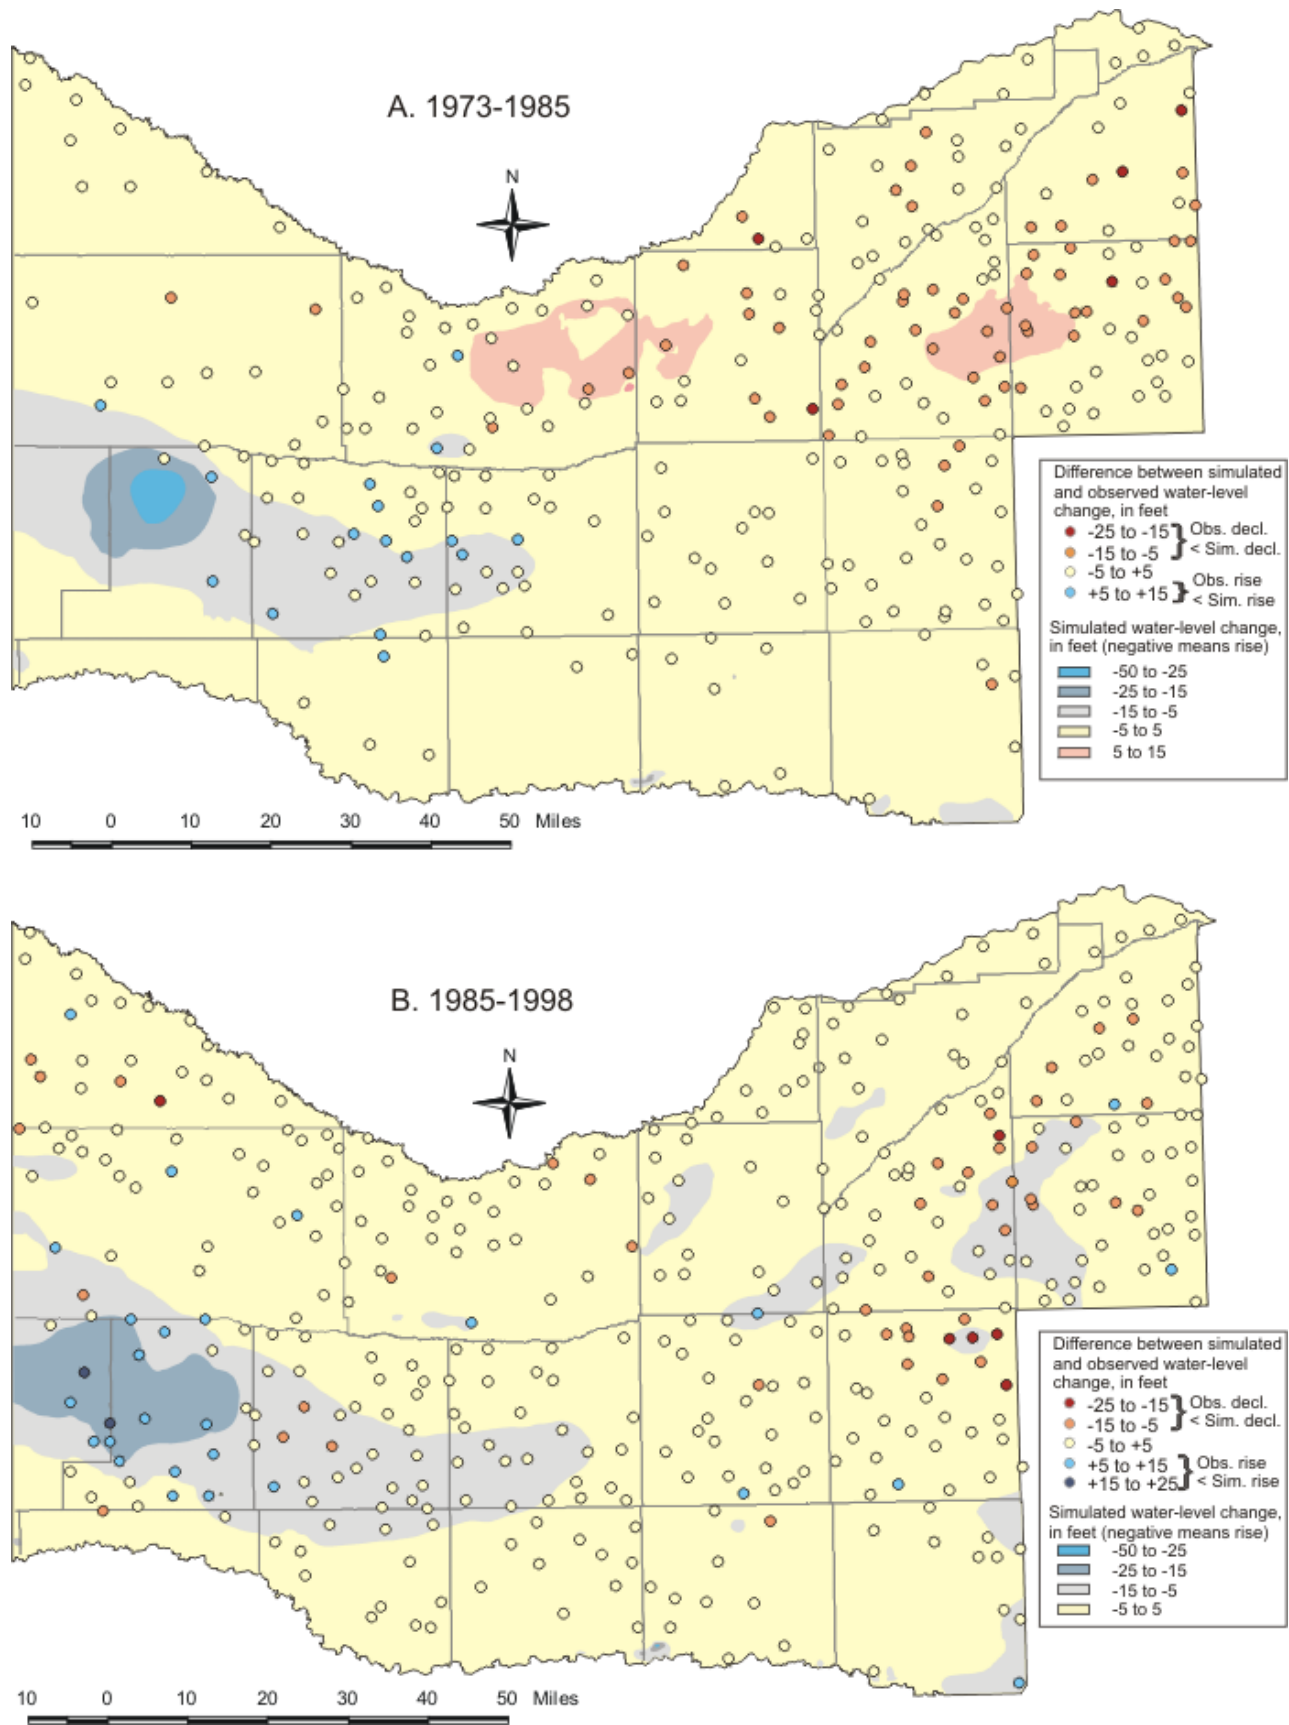 A. 1973-1985
N
Difference between simulated
and observed water-level
change, in feet
-25 to -15 } Obs. decl.
-15 to -5 < Sim. decl.
-5 to +5
+5 to +15 } Obs. rise
< Sim. rise
Simulated water-level change,
in feet (negative means rise)
-50 to -25
-25 to -15
-15 to -5
-5 to 5
5 to 15
10 0 10 20 30 40 50 Miles
B. 1985-1998
N
Difference between simulated
and observed water-level
change, in feet
-25 to -15 } Obs. decl.
-15 to -5 < Sim. decl.
-5 to +5
+5 to +15 } Obs. rise
+15 to +25 < Sim. rise
Simulated water-level change,
in feet (negative means rise)
-50 to -25
-25 to -15
-15 to -5
-5 to 5
10 0 10 20 30 40 50 Miles